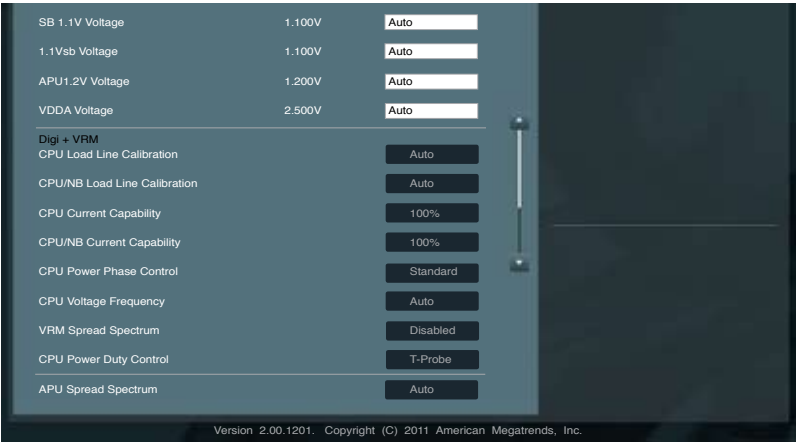 SB 1.1V Voltage 1.100V Auto
1.1Vsb Voltage 1.100V Auto
APU1.2V Voltage 1.200V Auto
VDDA Voltage 2.500V Auto
Digi + VRM
CPU Load Line Calibration Auto
CPU/NB Load Line Calibration Auto
CPU Current Capability 100%
CPU/NB Current Capability 100%
CPU Power Phase Control Standard
CPU Voltage Frequency Auto
VRM Spread Spectrum Disabled
CPU Power Duty Control T-Probe
APU Spread Spectrum Auto
Version 2.00.1201. Copyright (C) 2011 American Megatrends, Inc.